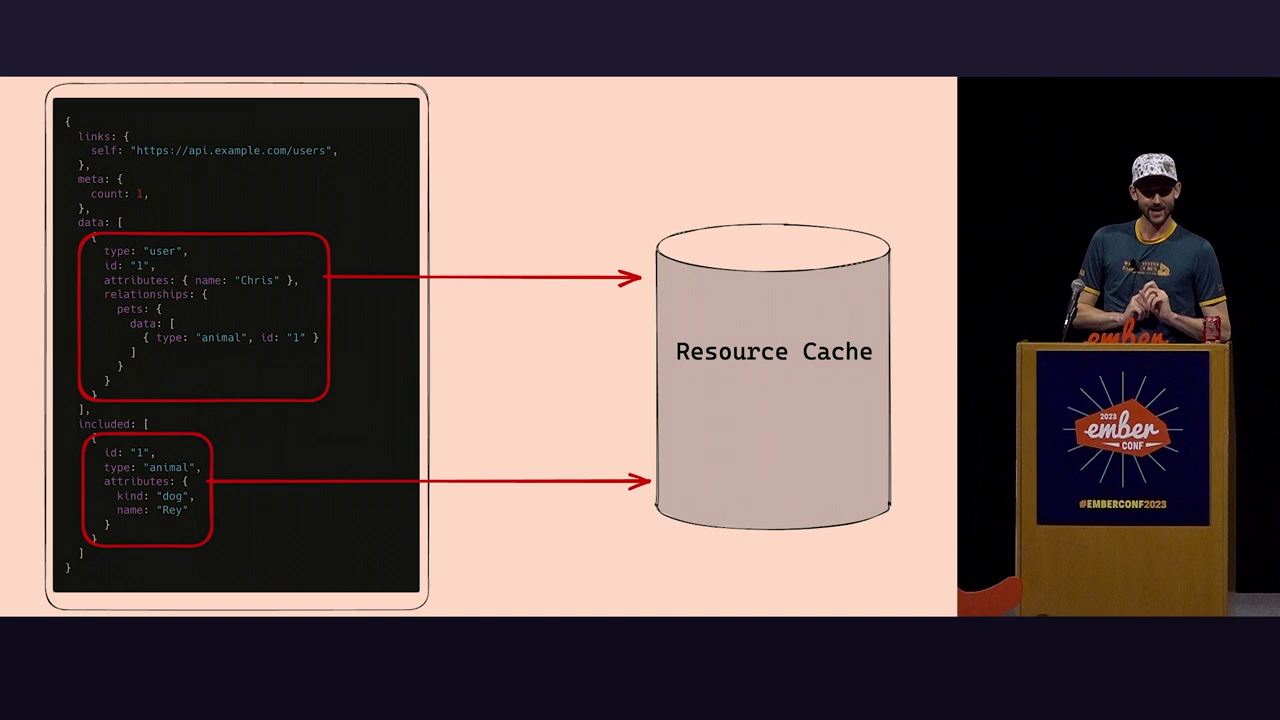 {
links: {
self: "https://api.example.com/users",
},
meta: {
count: 1,
},
data: [
{
type: "user",
id: "1",
attributes: { name: "Chris" },
relationships: {
pets: {
data: [
{ type: "animal", id: "1" }
]
}
}
}
],
included: [
{
id: "1",
type: "animal",
attributes: {
kind: "dog",
name: "Rey"
}
}
]
}
Resource Cache
ember
2023
ember
CONF
#EMBERCONF2023